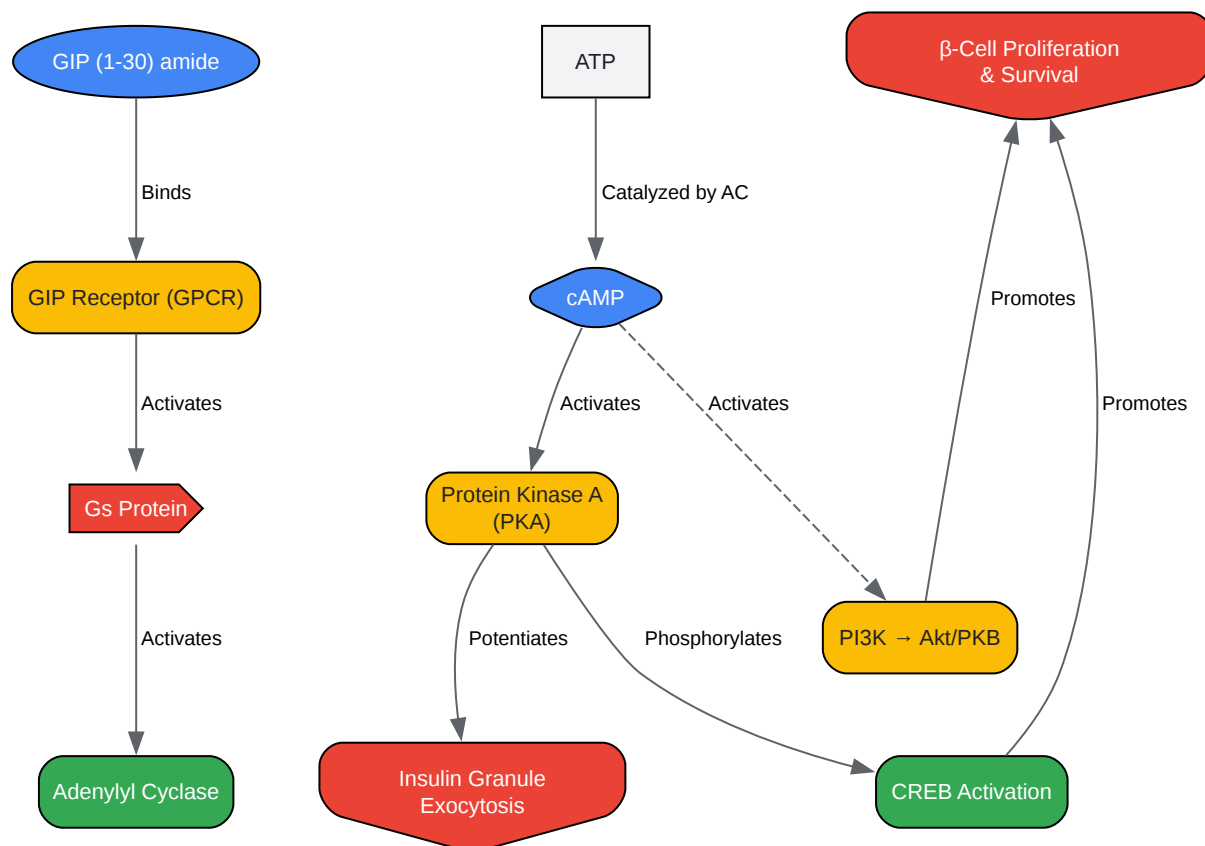 GIP (1-30) amide
ATP
β-Cell Proliferation
& Survival
Binds
Catalyzed by AC
GIP Receptor (GPCR)
cAMP
Promotes
Activates
Activates
Activates
Promotes
Gs Protein
Protein Kinase A
(PKA)
Activates
Potentiates
Phosphorylates
PI3K → Akt/PKB
Adenylyl Cyclase
Insulin Granule
Exocytosis
CREB Activation